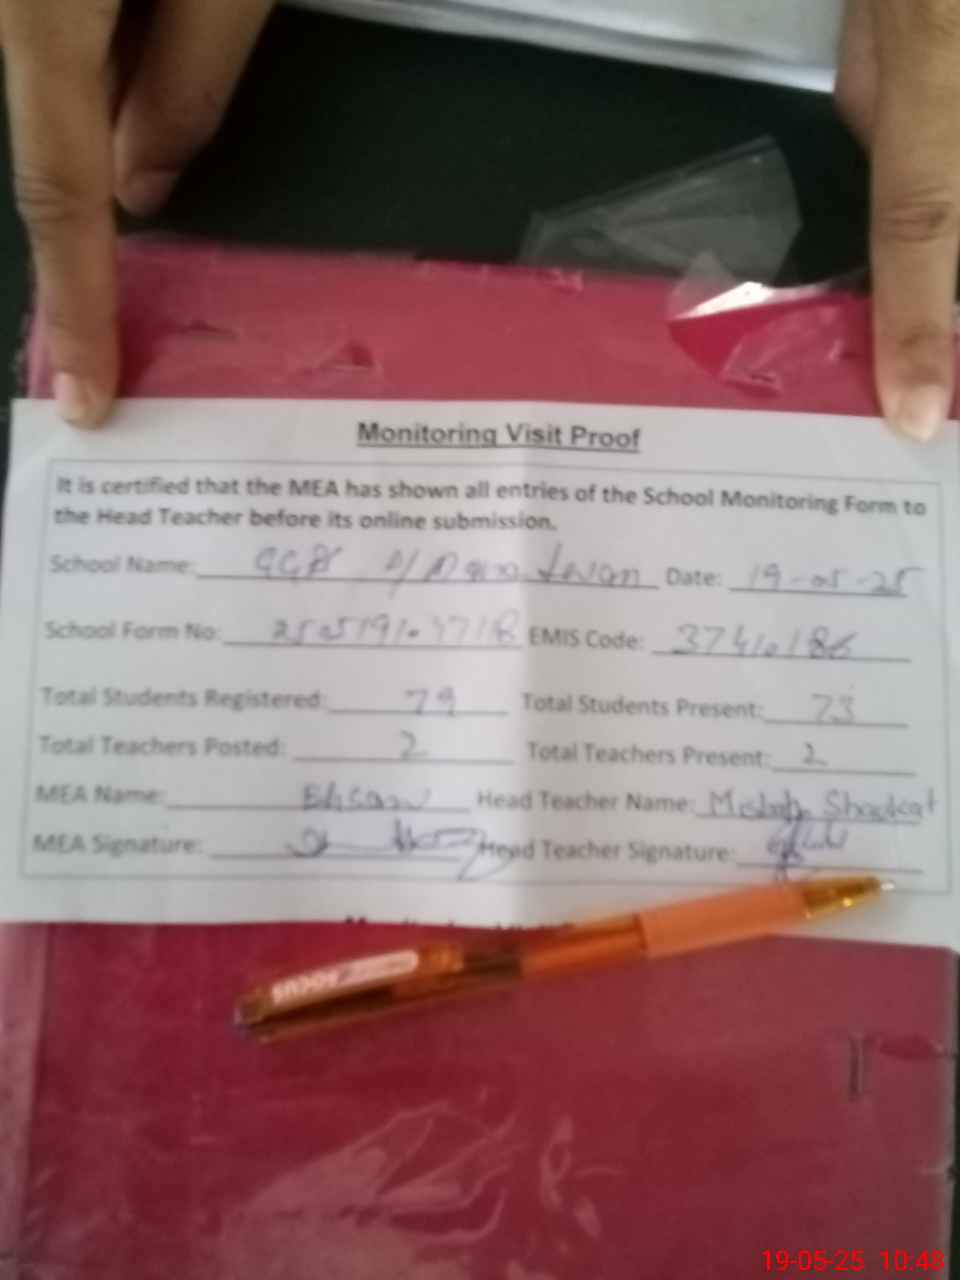 Monitoring Visit Proof
It is certified that the MEA has shown all entries of the School Monitoring Form to
the Head Teacher before its online submission.
School Name: Date: 19-05-25
School Form No: EMIS Code: 37410186
Total Students Registered: 79 Total Students Present: 73
Total Teachers Posted: 2 Total Teachers Present: 2
MEA Name: Head Teacher Name: Misbah Shaukat
MEA Signature: Head Teacher Signature:
19-05-25 10:48